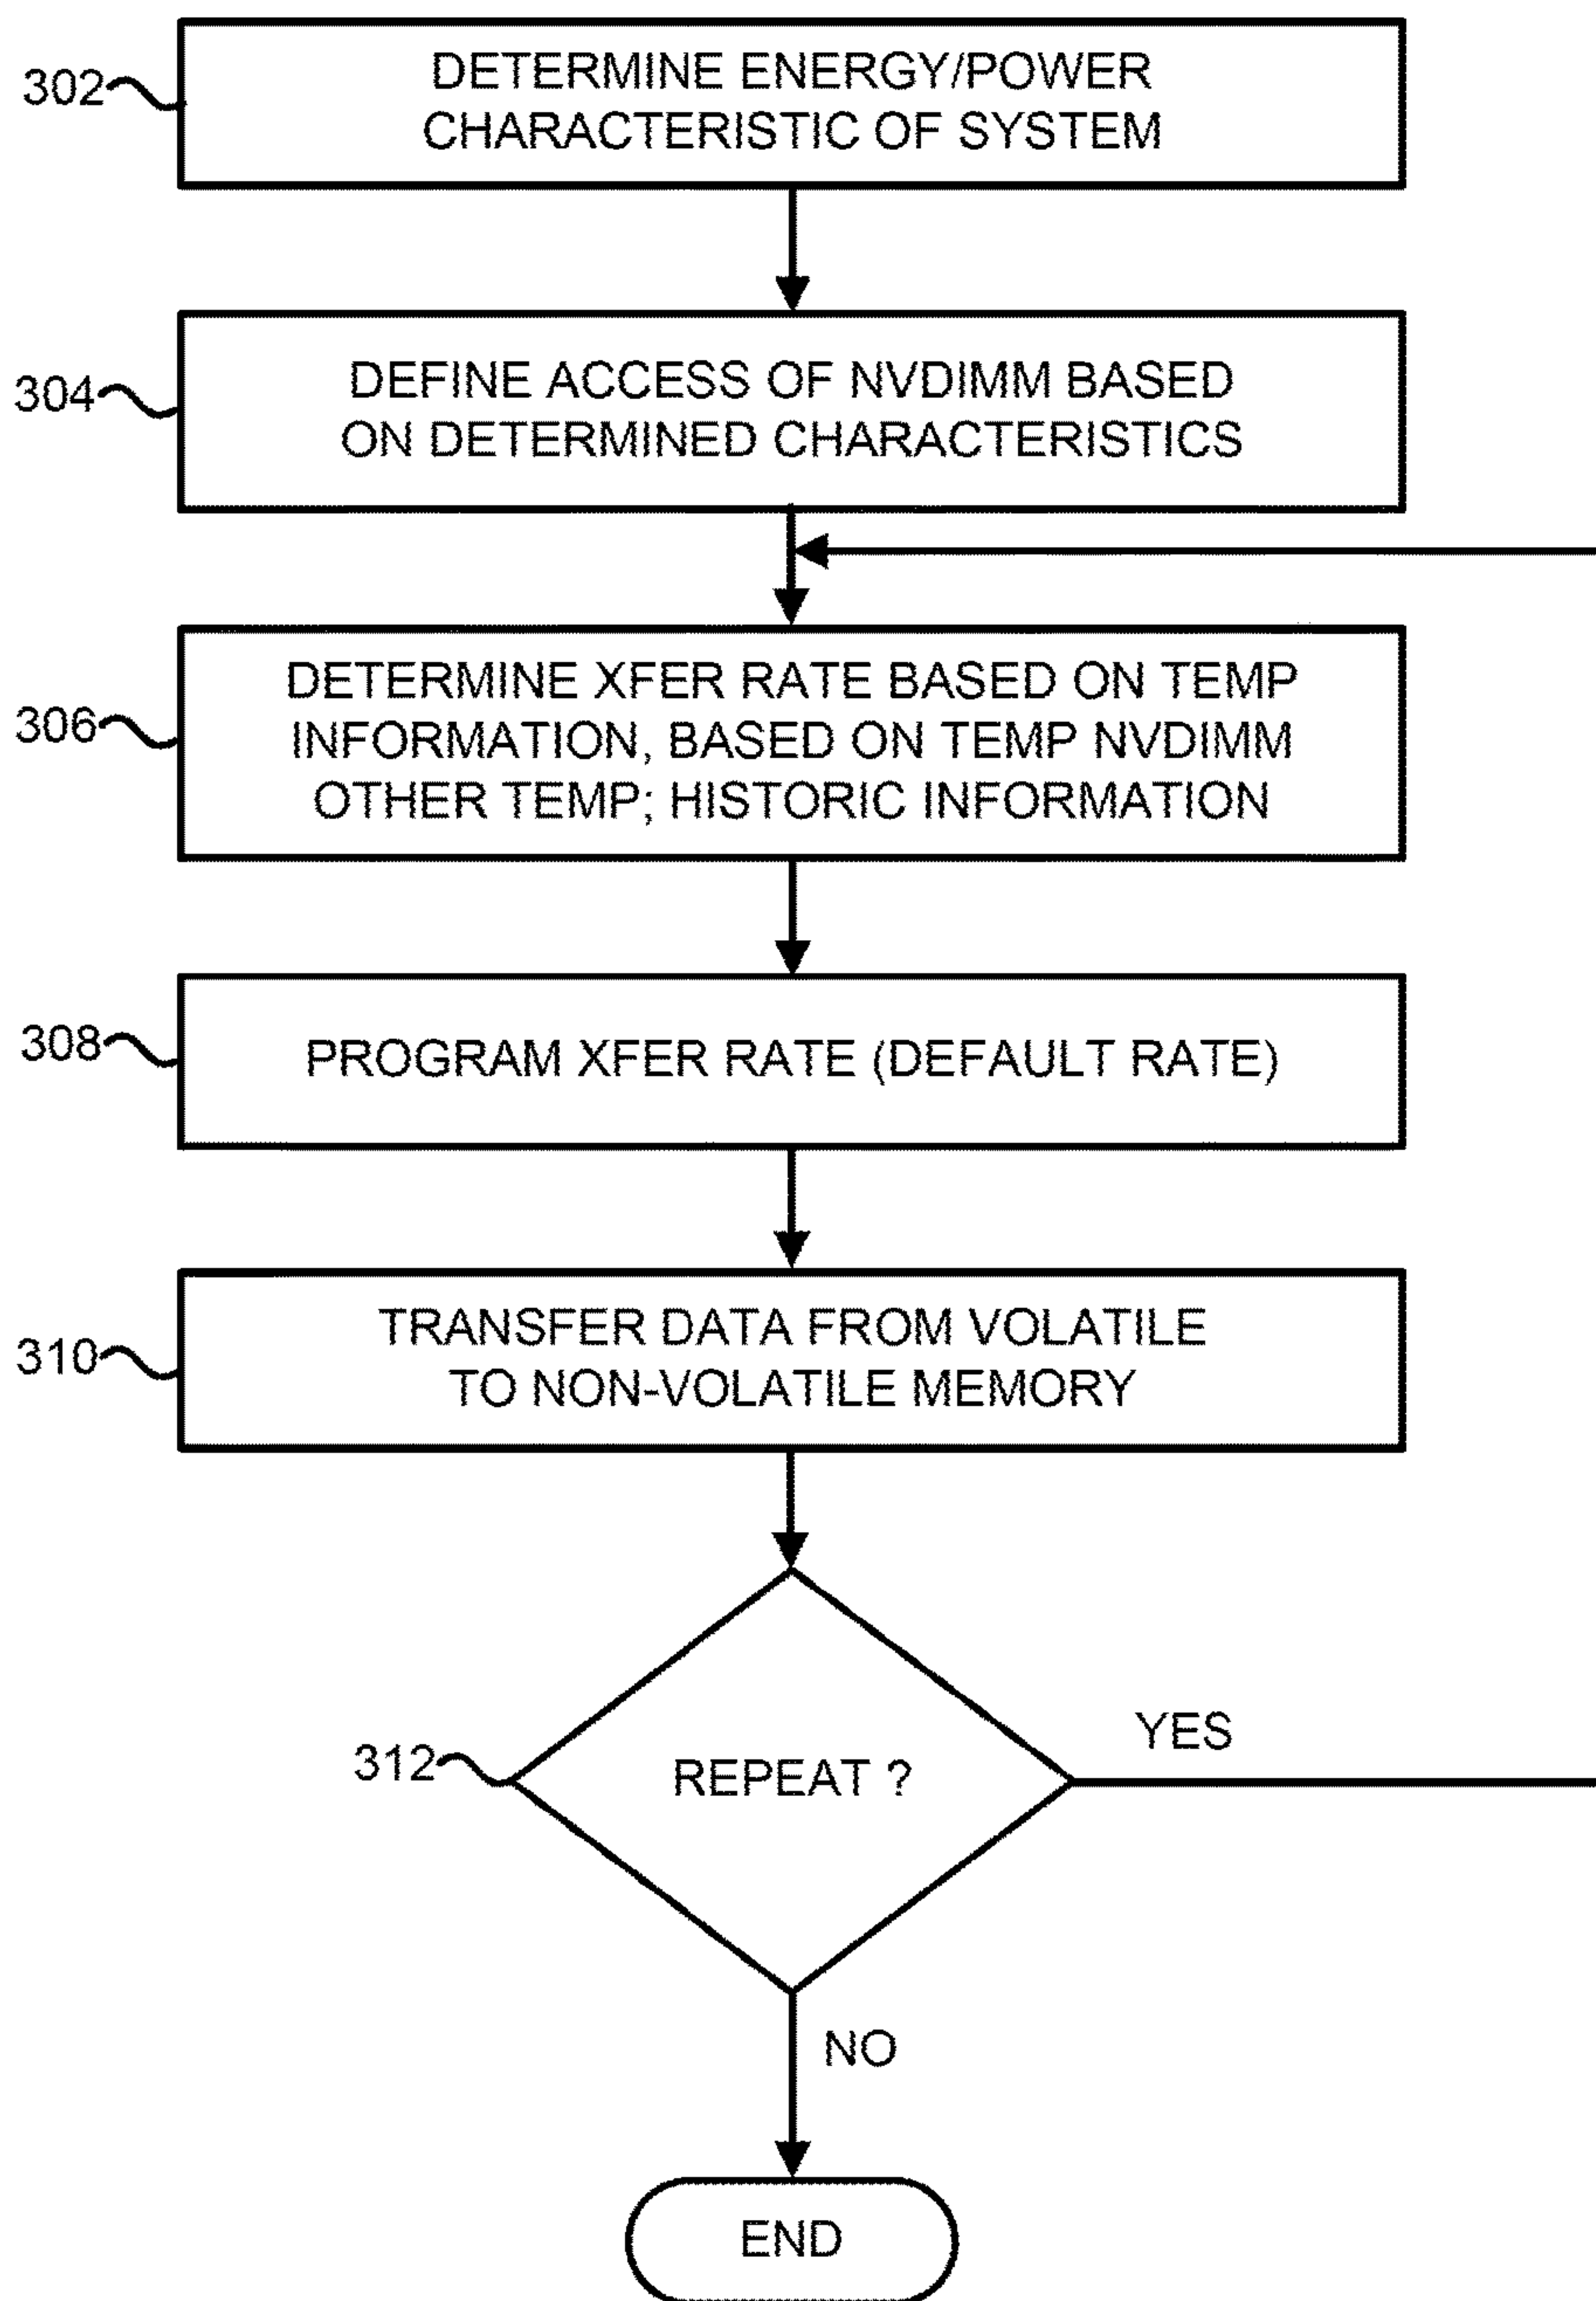 302
DETERMINE ENERGY/POWER
CHARACTERISTIC OF SYSTEM
304
DEFINE ACCESS OF NVDIMM BASED
ON DETERMINED CHARACTERISTICS
306
DETERMINE XFER RATE BASED ON TEMP
INFORMATION, BASED ON TEMP NVDIMM
OTHER TEMP; HISTORIC INFORMATION
308
PROGRAM XFER RATE (DEFAULT RATE)
310
TRANSFER DATA FROM VOLATILE
TO NON-VOLATILE MEMORY
312
REPEAT ?
YES
NO
END